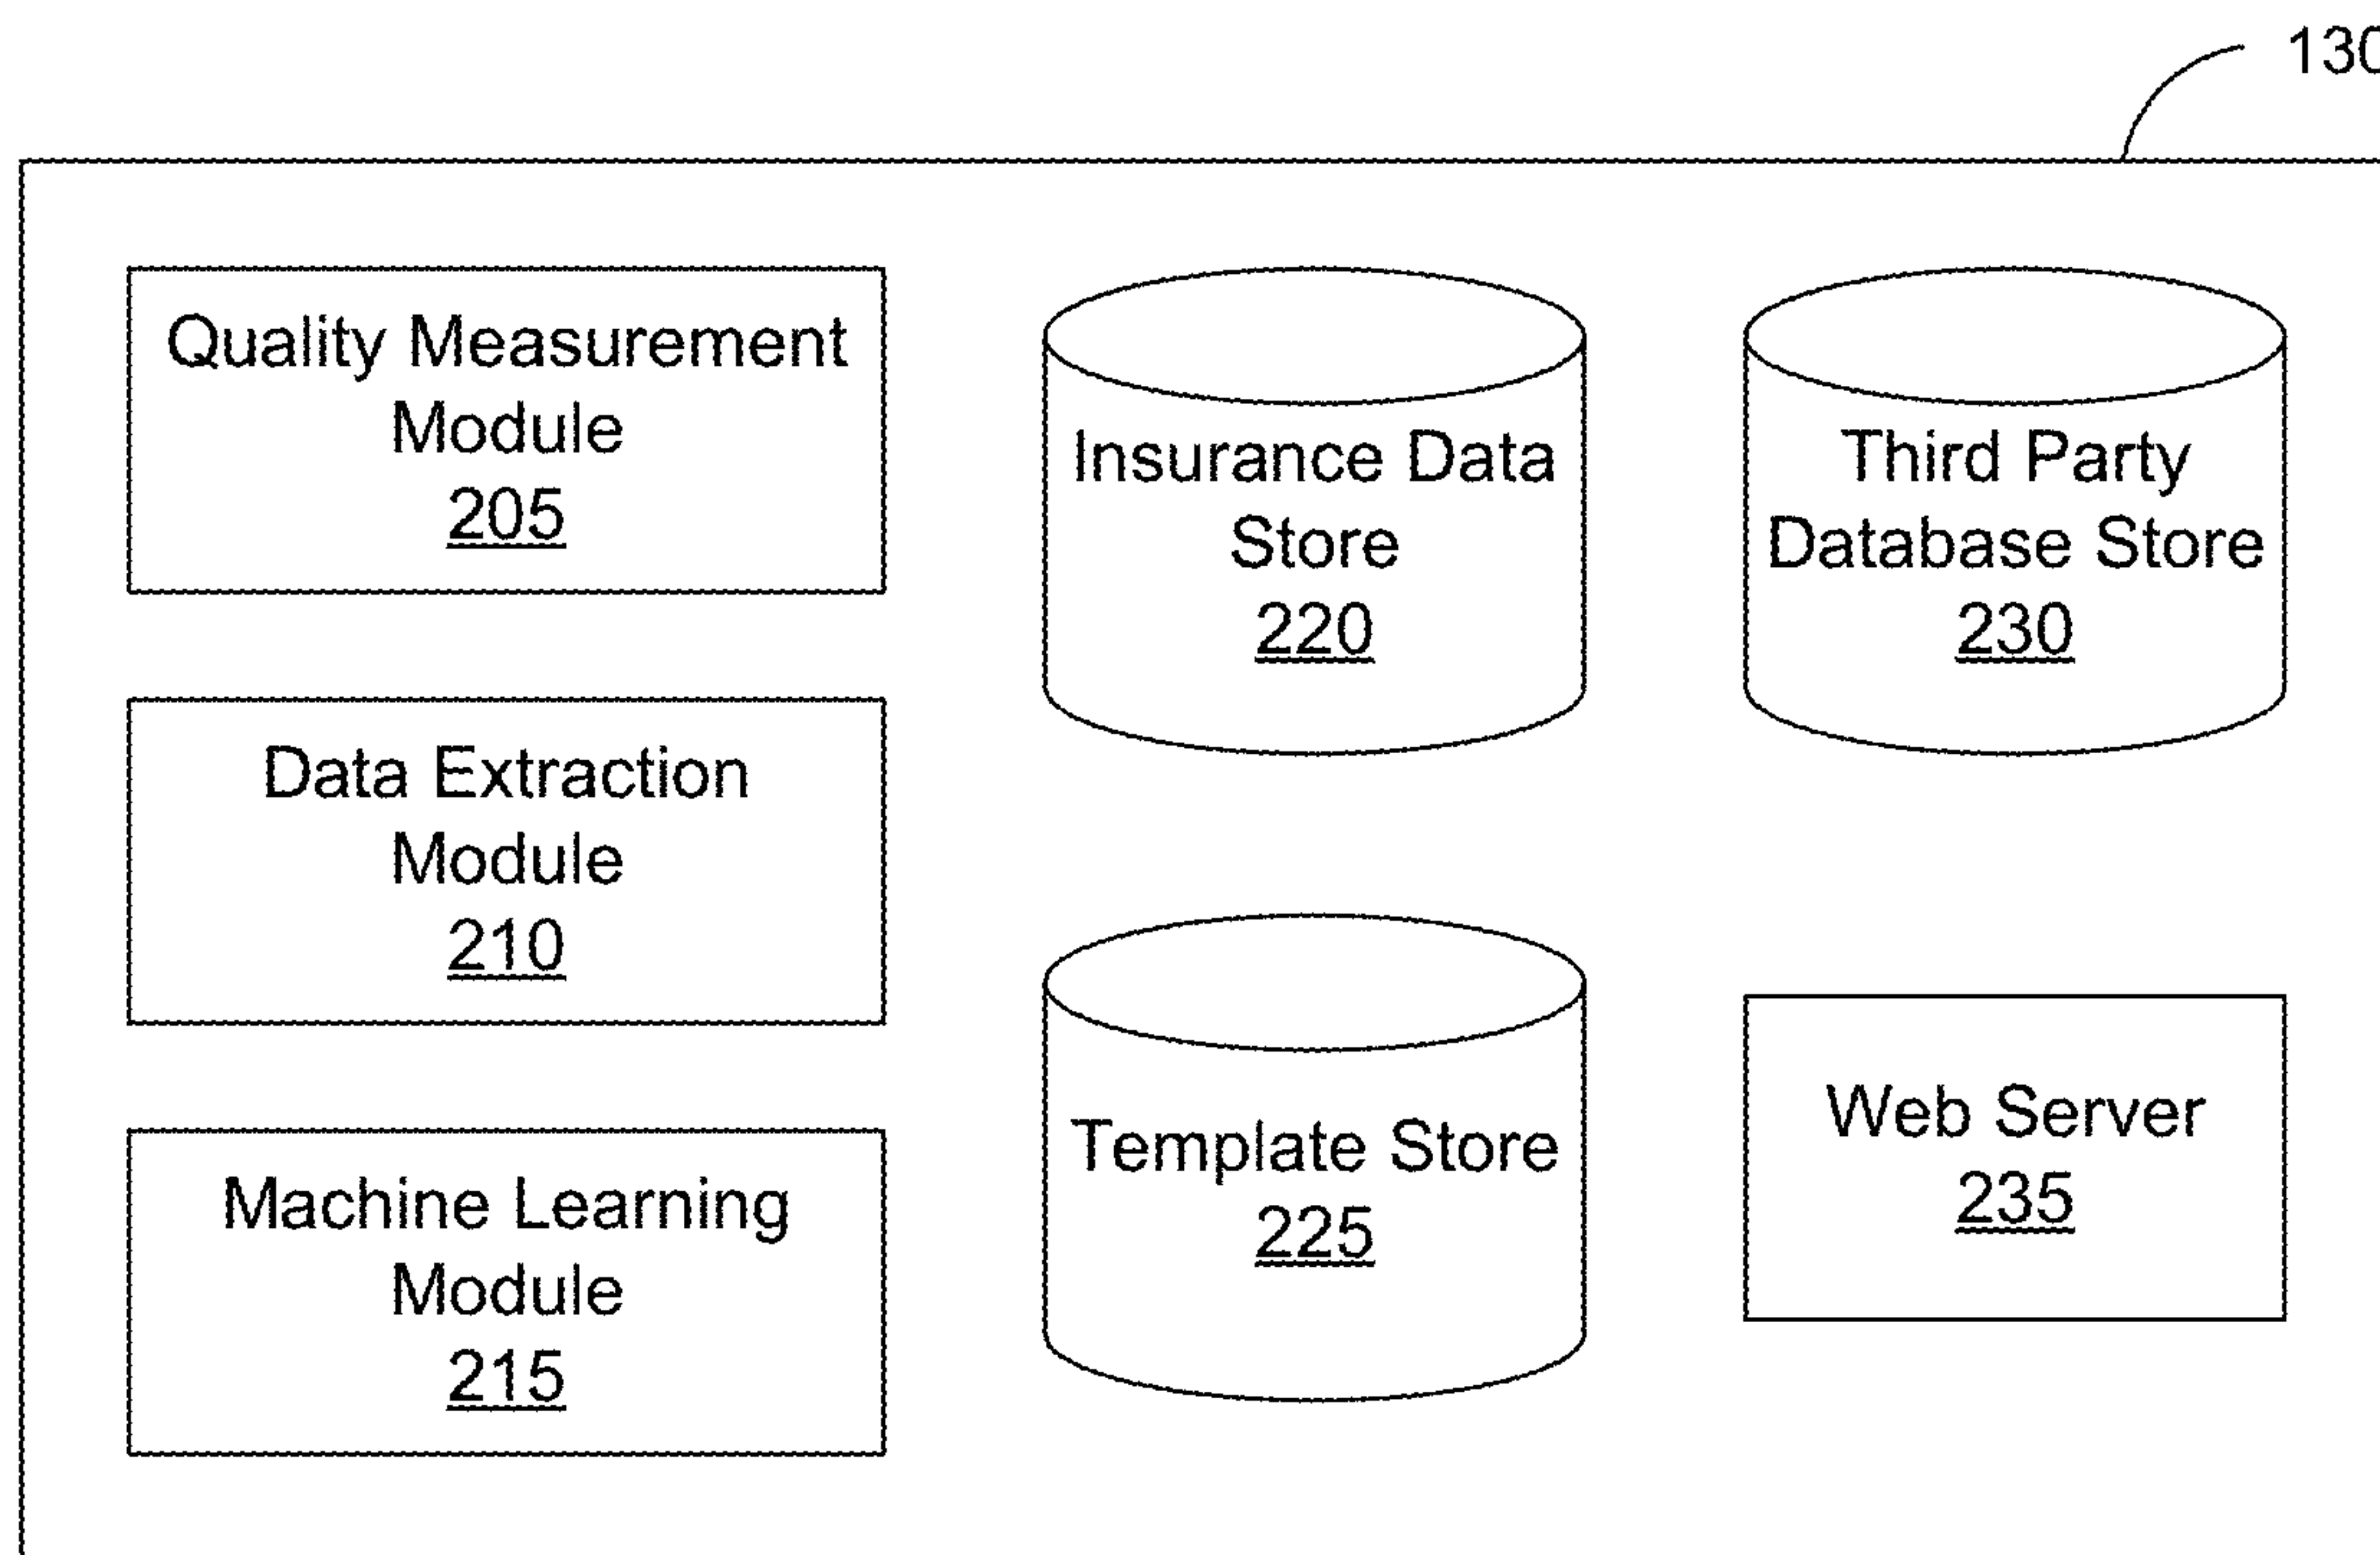 130
Quality Measurement
Module
205
Data Extraction
Module
210
Machine Learning
Module
215
Insurance Data
Store
220
Template Store
225
Third Party
Database Store
230
Web Server
235